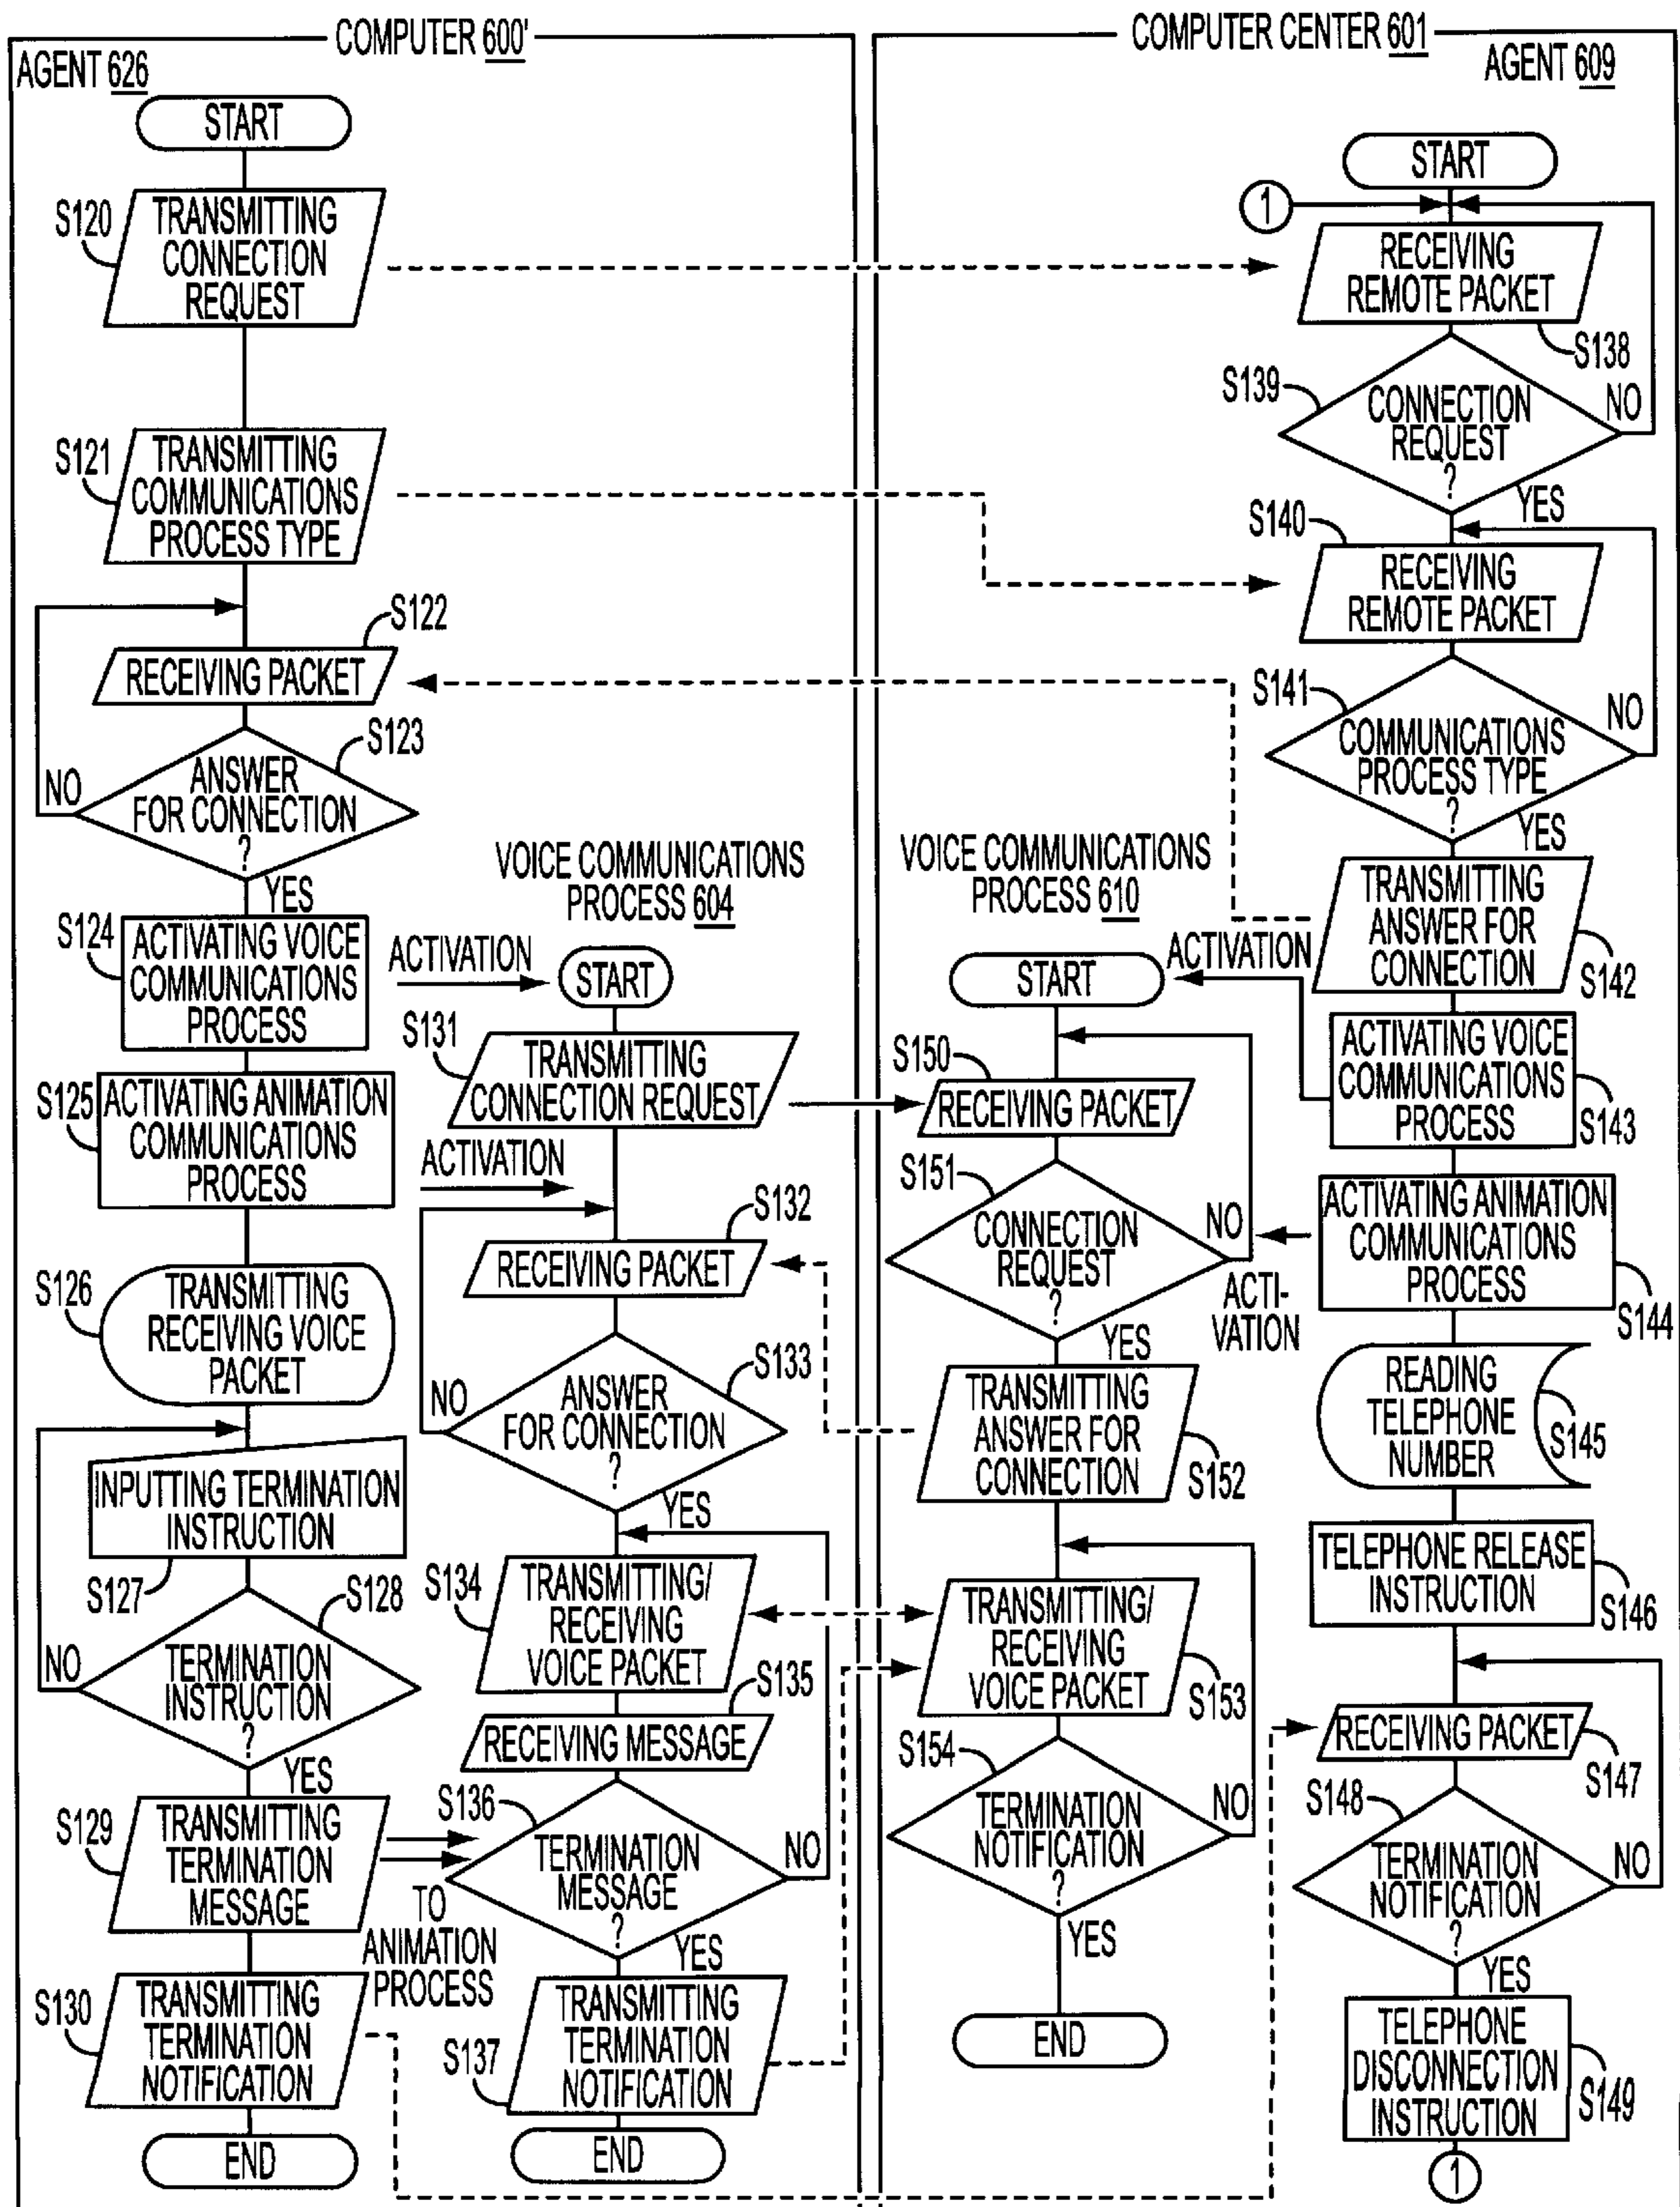 COMPUTER 600'
AGENT 626
START
S120
TRANSMITTING
CONNECTION
REQUEST
S121
TRANSMITTING
COMMUNICATIONS
PROCESS TYPE
S122
RECEIVING PACKET
S123
ANSWER
FOR CONNECTION
?
NO
YES
S124
ACTIVATING VOICE
COMMUNICATIONS
PROCESS
ACTIVATION
S125
ACTIVATING ANIMATION
COMMUNICATIONS
PROCESS
ACTIVATION
S126
TRANSMITTING
RECEIVING VOICE
PACKET
INPUTTING TERMINATION
INSTRUCTION
S127
S128
TERMINATION
INSTRUCTION
?
NO
YES
S129
TRANSMITTING
TERMINATION
MESSAGE
TO
ANIMATION
PROCESS
S130
TRANSMITTING
TERMINATION
NOTIFICATION
END
VOICE COMMUNICATIONS
PROCESS 604
START
S131
TRANSMITTING
CONNECTION REQUEST
S132
RECEIVING PACKET
S133
ANSWER
FOR CONNECTION
?
NO
YES
S134
TRANSMITTING/
RECEIVING
VOICE PACKET
S135
RECEIVING MESSAGE
S136
TERMINATION
MESSAGE
?
NO
YES
S137
TRANSMITTING
TERMINATION
NOTIFICATION
END
COMPUTER CENTER 601
VOICE COMMUNICATIONS
PROCESS 610
START
S150
RECEIVING PACKET
S151
CONNECTION
REQUEST
?
NO
YES
TRANSMITTING
ANSWER FOR
CONNECTION
S152
TRANSMITTING/
RECEIVING
VOICE PACKET
S153
S154
TERMINATION
NOTIFICATION
?
NO
YES
END
AGENT 609
START
1
RECEIVING
REMOTE PACKET
S138
S139
CONNECTION
REQUEST
?
NO
YES
S140
RECEIVING
REMOTE PACKET
S141
COMMUNICATIONS
PROCESS TYPE
?
NO
YES
TRANSMITTING
ANSWER FOR
CONNECTION
S142
ACTIVATION
ACTIVATING VOICE
COMMUNICATIONS
PROCESS
S143
ACTIVATING ANIMATION
COMMUNICATIONS
PROCESS
S144
ACTI-
VATION
READING
TELEPHONE
NUMBER
S145
TELEPHONE RELEASE
INSTRUCTION
S146
RECEIVING PACKET
S147
S148
TERMINATION
NOTIFICATION
?
NO
YES
TELEPHONE
DISCONNECTION
INSTRUCTION
S149
1